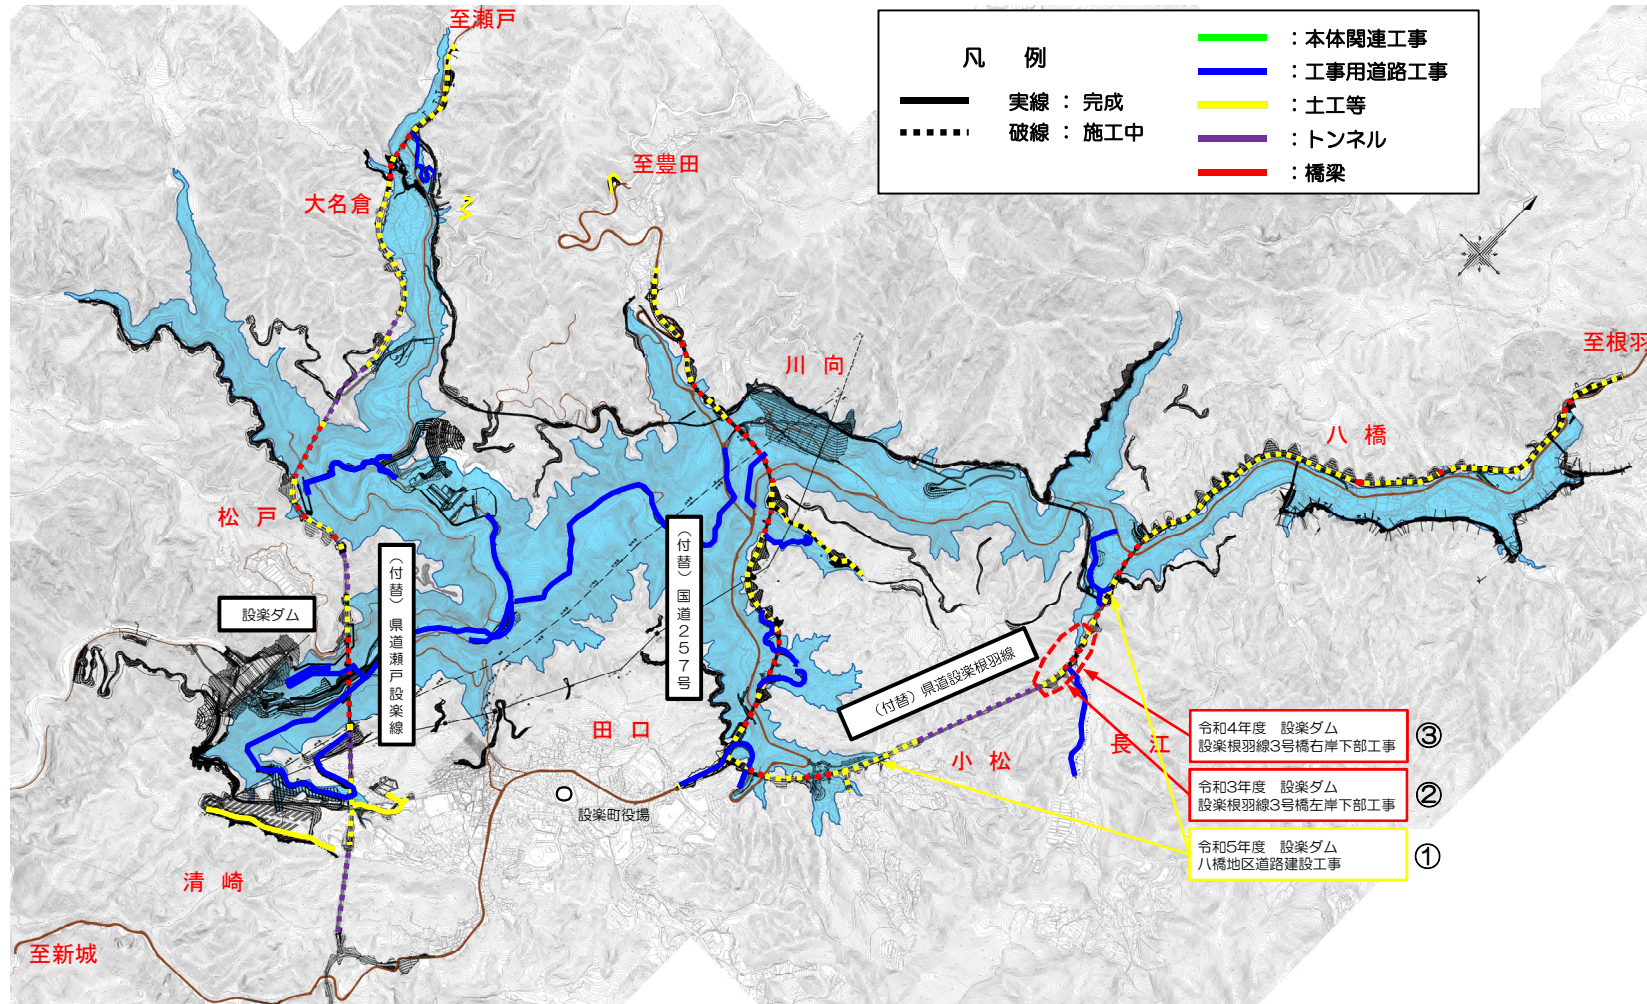 至瀬戸
凡　例
実線 ： 完成
破線 ： 施工中
：本体関連工事
：工事用道路工事
：土工等
：トンネル
：橋梁
至豊田
大名倉
川 向
至根羽
八 橋
松 戸
（付替）県道瀬戸設楽線
（付替）国道257号
設楽ダム
（付替）県道設楽根羽線
田 口
小 松
長 江
設楽町役場
令和4年度　設楽ダム
設楽根羽線3号橋右岸下部工事
③
令和3年度　設楽ダム
設楽根羽線3号橋左岸下部工事
②
令和5年度　設楽ダム
八橋地区道路建設工事
①
清 崎
至新城